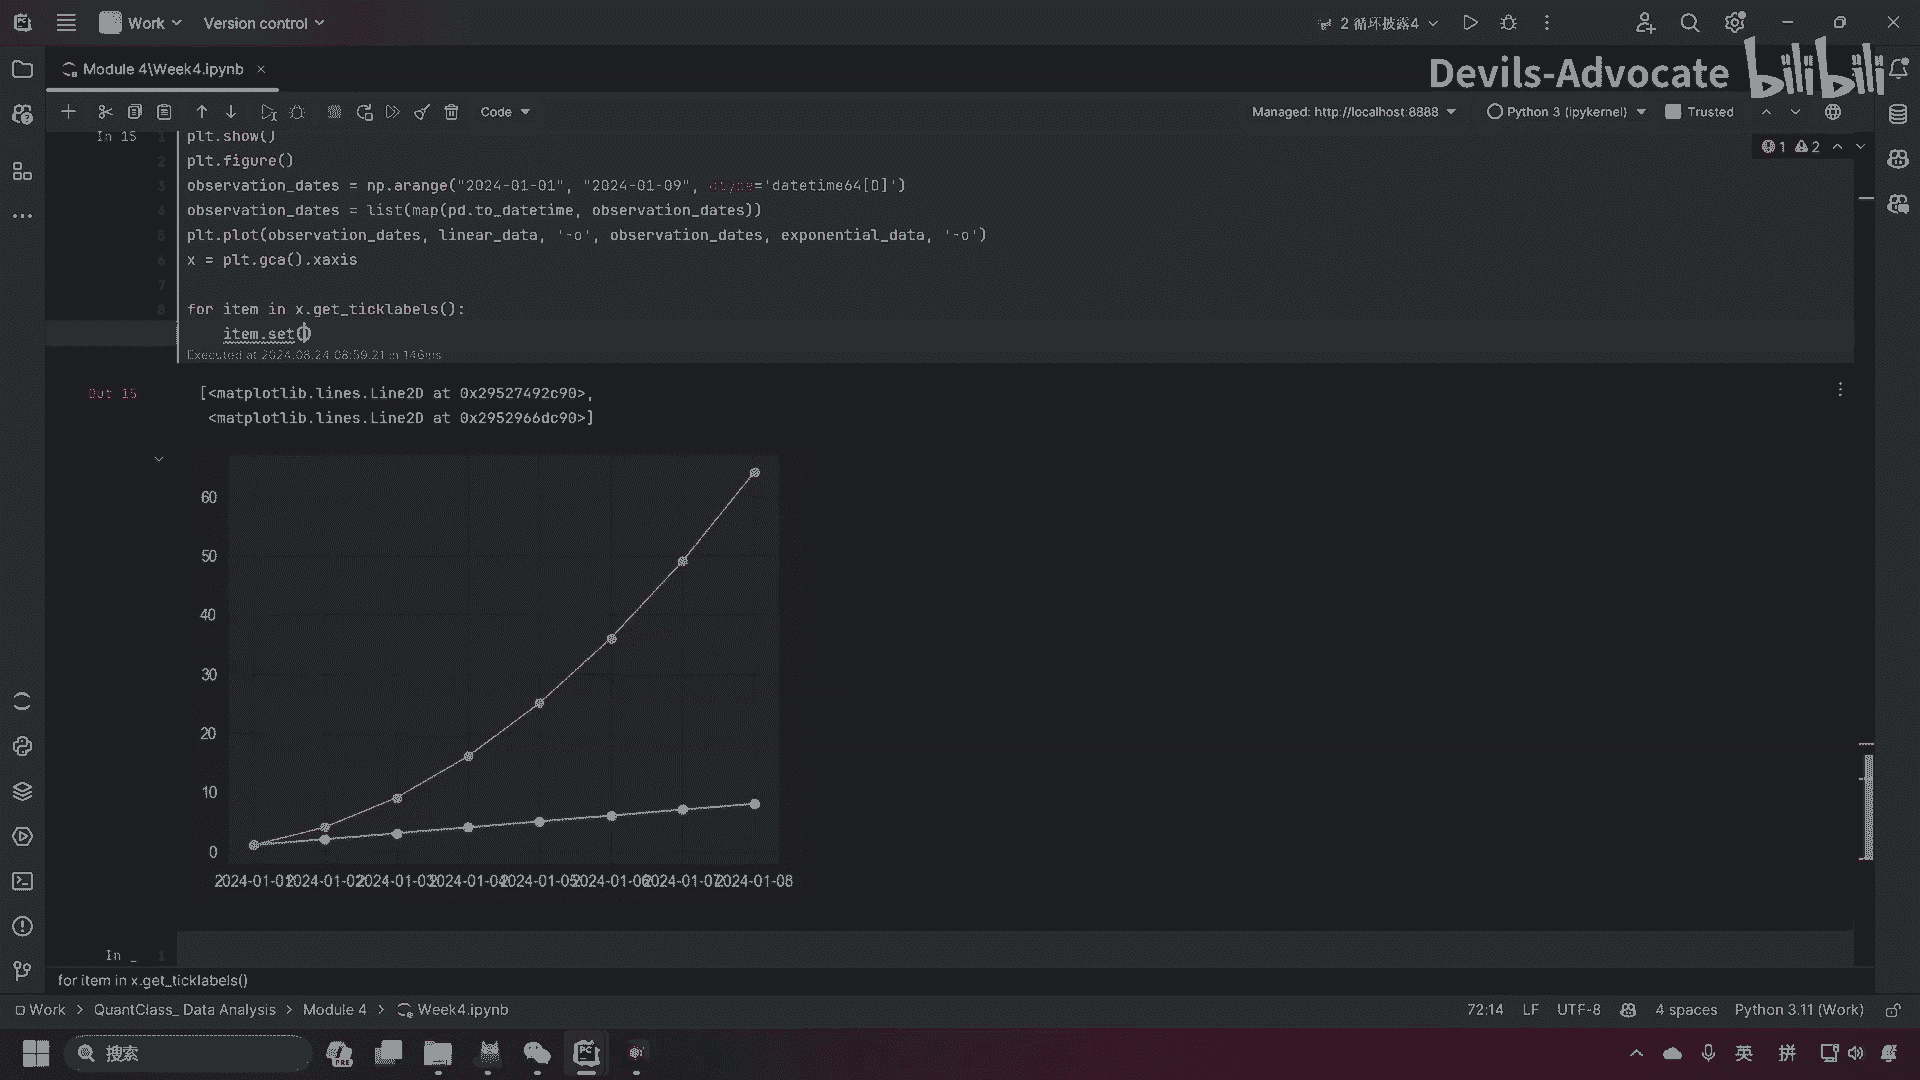 Work
Version control
2 循环披露4
Module 4\Week4.ipynb
Devils-Advocate
bilibili
Code
Managed: http://localhost:8888
Python 3 (ipykernel)
Trusted
In 15
1 plt.show()
2 plt.figure()
3 observation_dates = np.arange("2024-01-01", "2024-01-09", dtype='datetime64[D]')
4 observation_dates = list(map(pd.to_datetime, observation_dates))
5 plt.plot(observation_dates, linear_data, '-o', observation_dates, exponential_data, '-o')
6 x = plt.gca().xaxis
7
8 for item in x.get_ticklabels():
item.set()
Executed at 2024.08.24 08:59:21 in 146ms
1 2
Out 15
[<matplotlib.lines.Line2D at 0x29527492c90>,
<matplotlib.lines.Line2D at 0x2952966dc90>]
60
50
40
30
20
10
0
2024-01-01 2024-01-02 2024-01-03 2024-01-04 2024-01-05 2024-01-06 2024-01-07 2024-01-08
In _ 1
for item in x.get_ticklabels()
Work > QuantClass_ Data Analysis > Module 4 > Week4.ipynb
72:14 LF UTF-8 4 spaces Python 3.11 (Work)
搜索
PRE
PC
英
拼